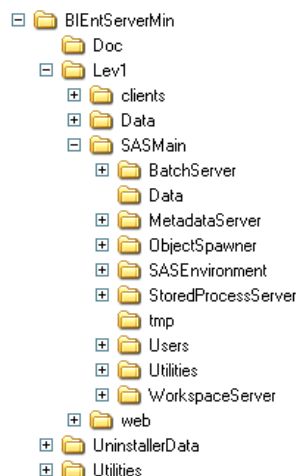 BIEntServerMin
Doc
Lev1
clients
Data
SASMain
BatchServer
Data
MetadataServer
ObjectSpawner
SASEnvironment
StoredProcessServer
tmp
Users
Utilities
WorkspaceServer
web
UninstallerData
Utilities